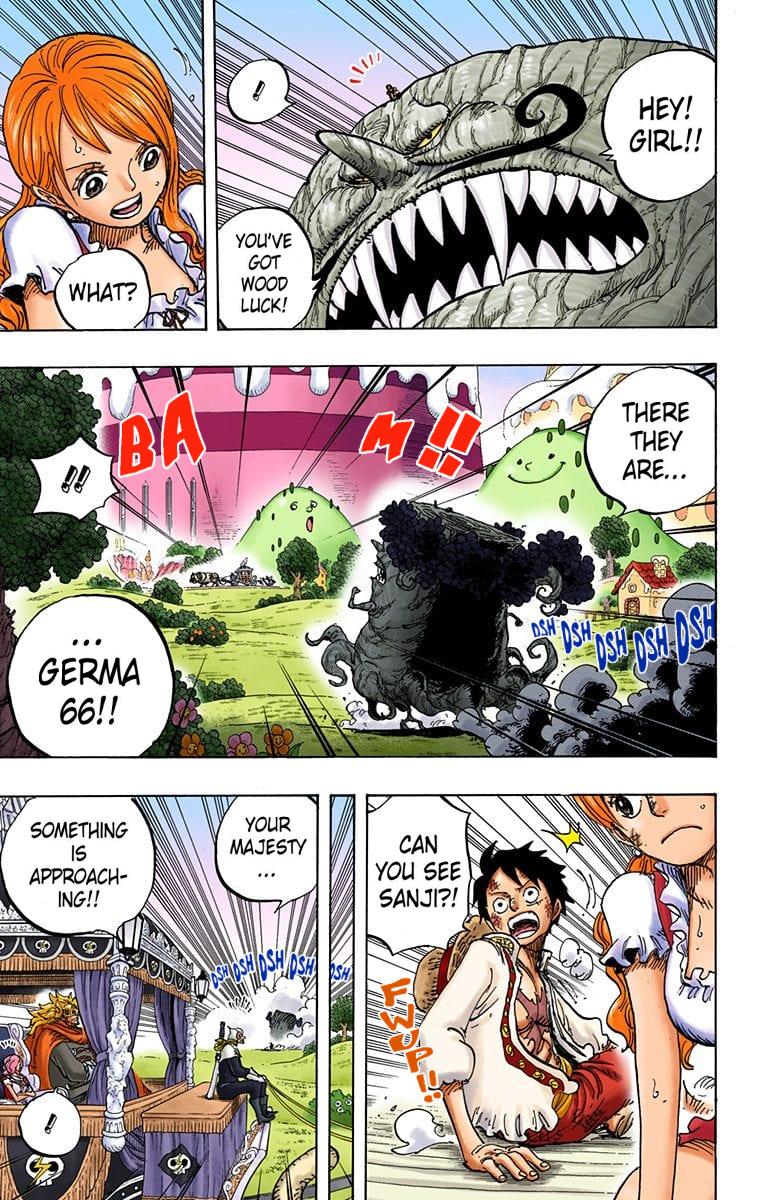 HEY!
GIRL!!
!!
YOU'VE
GOT
WOOD
LUCK!
WHAT?
THERE
THEY
ARE...
BAM!!
!!
DSH DSH DSH DSH DSH
...
GERMA
66!!
CAN
YOU SEE
SANJI?!
FWUP!!
YOUR
MAJESTY
...
SOMETHING
IS
APPROACH-
ING!!
DSH DSH DSH DSH DSH
!